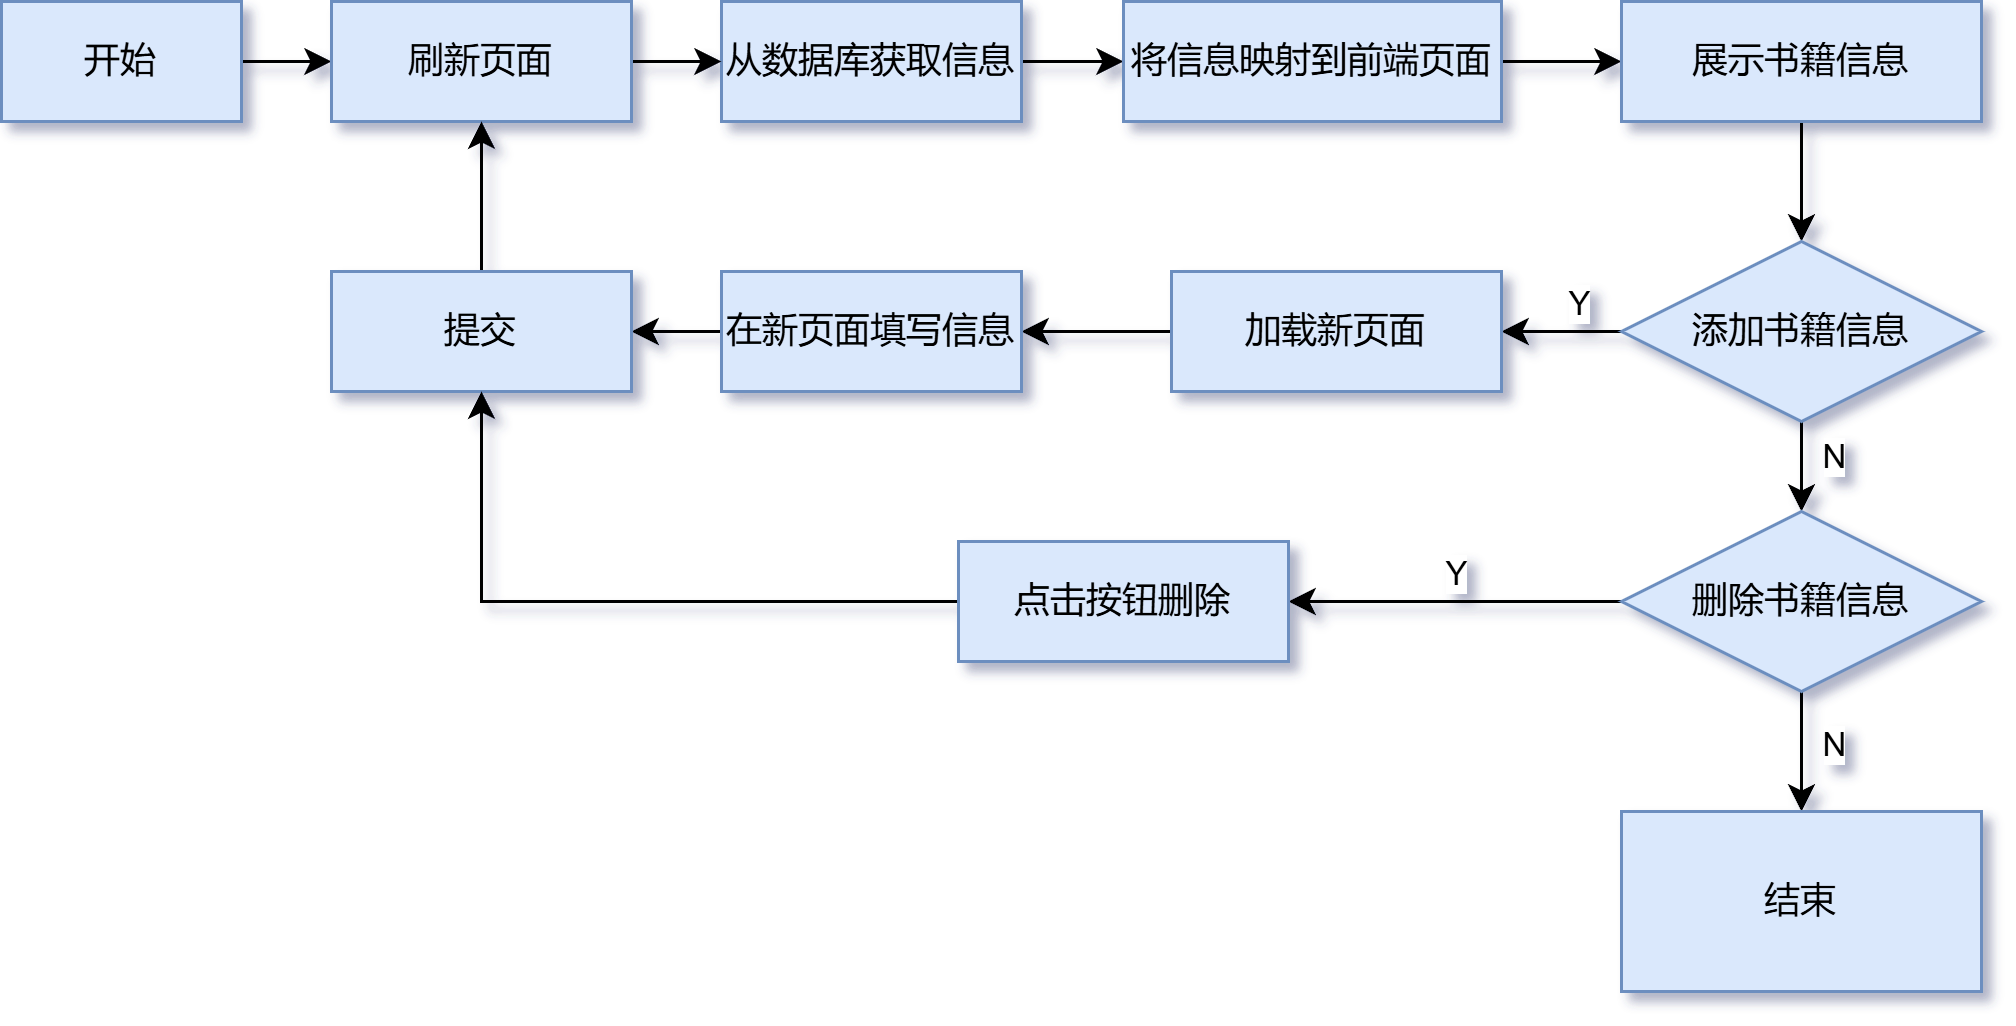 开始
刷新页面
从数据库获取信息
将信息映射到前端页面
展示书籍信息
提交
在新页面填写信息
加载新页面
Y
添加书籍信息
N
点击按钮删除
Y
删除书籍信息
N
结束